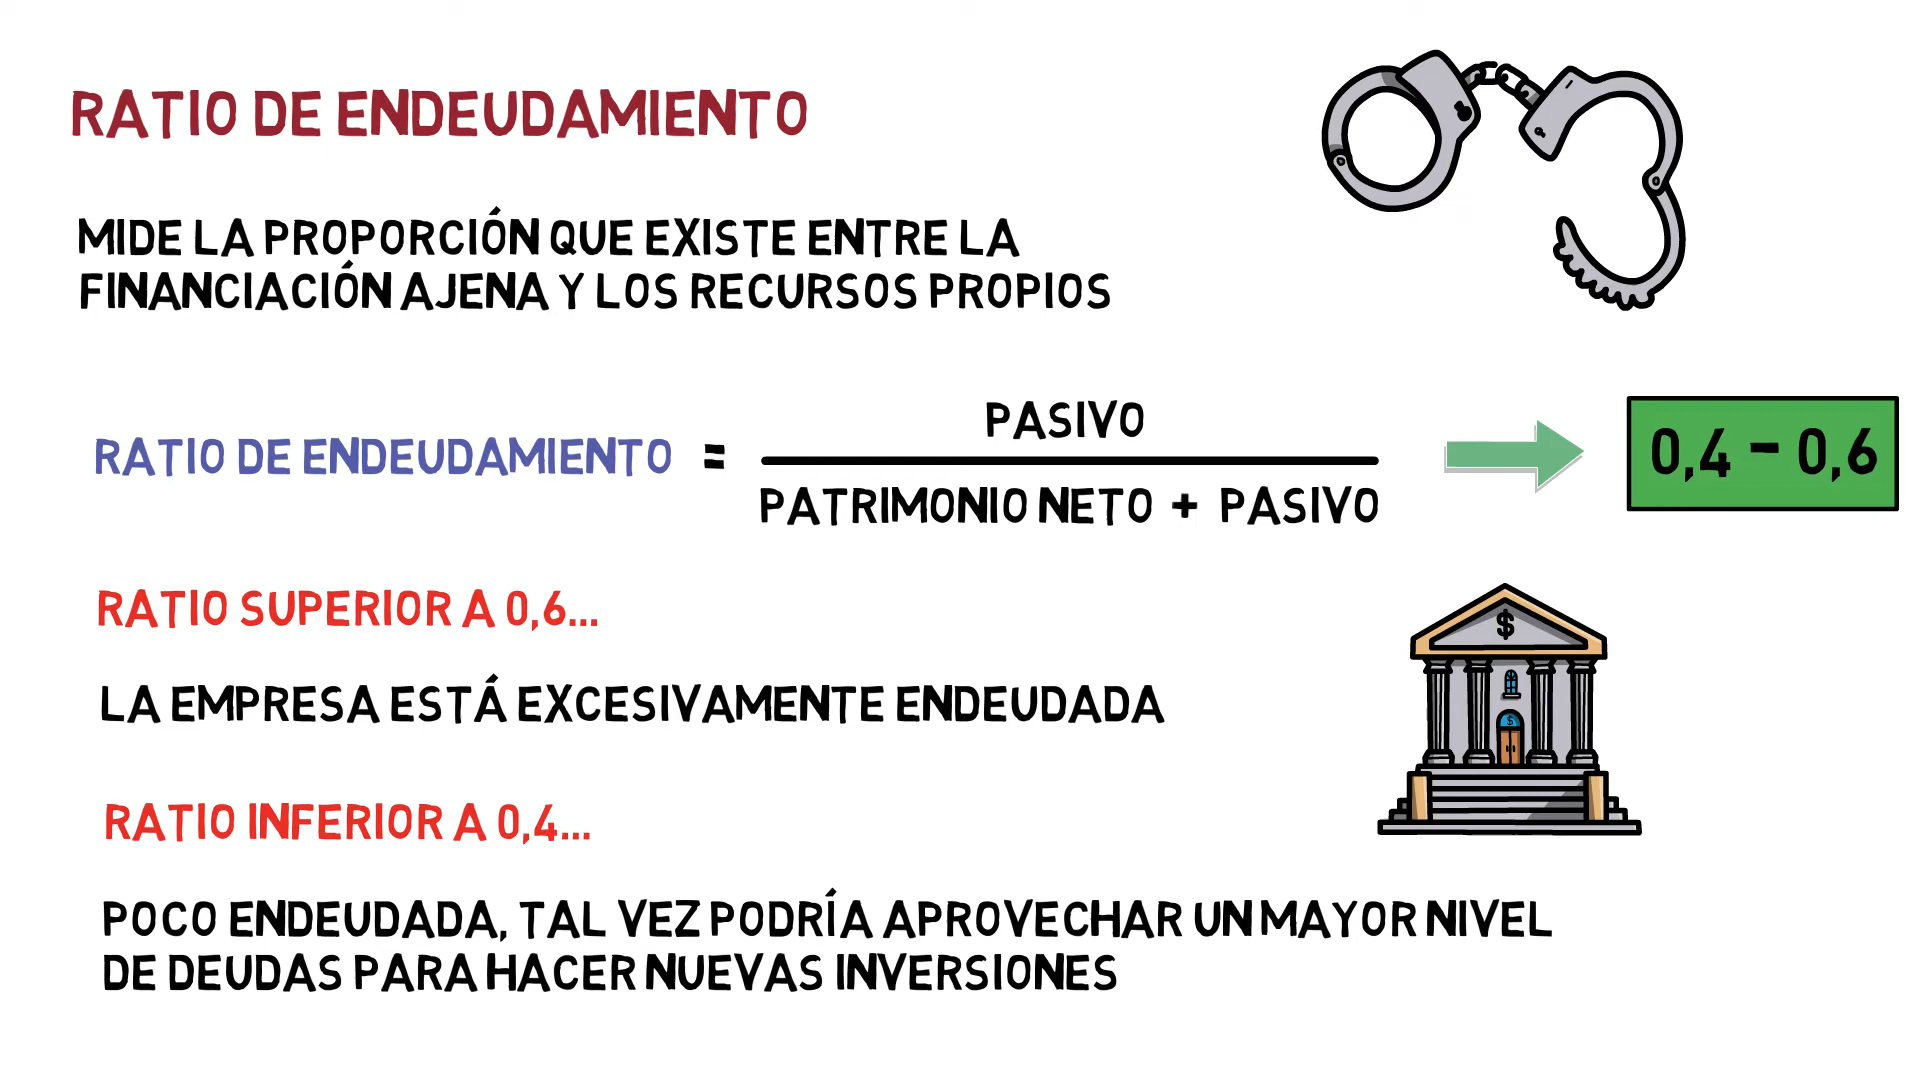 RATIO DE ENDEUDAMIENTO
MIDE LA PROPORCIÓN QUE EXISTE ENTRE LA
FINANCIACIÓN AJENA Y LOS RECURSOS PROPIOS
PASIVO
RATIO DE ENDEUDAMIENTO =
PATRIMONIO NETO + PASIVO
0,4 - 0,6
RATIO SUPERIOR A 0,6...
$
LA EMPRESA ESTÁ EXCESIVAMENTE ENDEUDADA
$
RATIO INFERIOR A 0,4...
POCO ENDEUDADA, TAL VEZ PODRÍA APROVECHAR UN MAYOR NIVEL
DE DEUDAS PARA HACER NUEVAS INVERSIONES